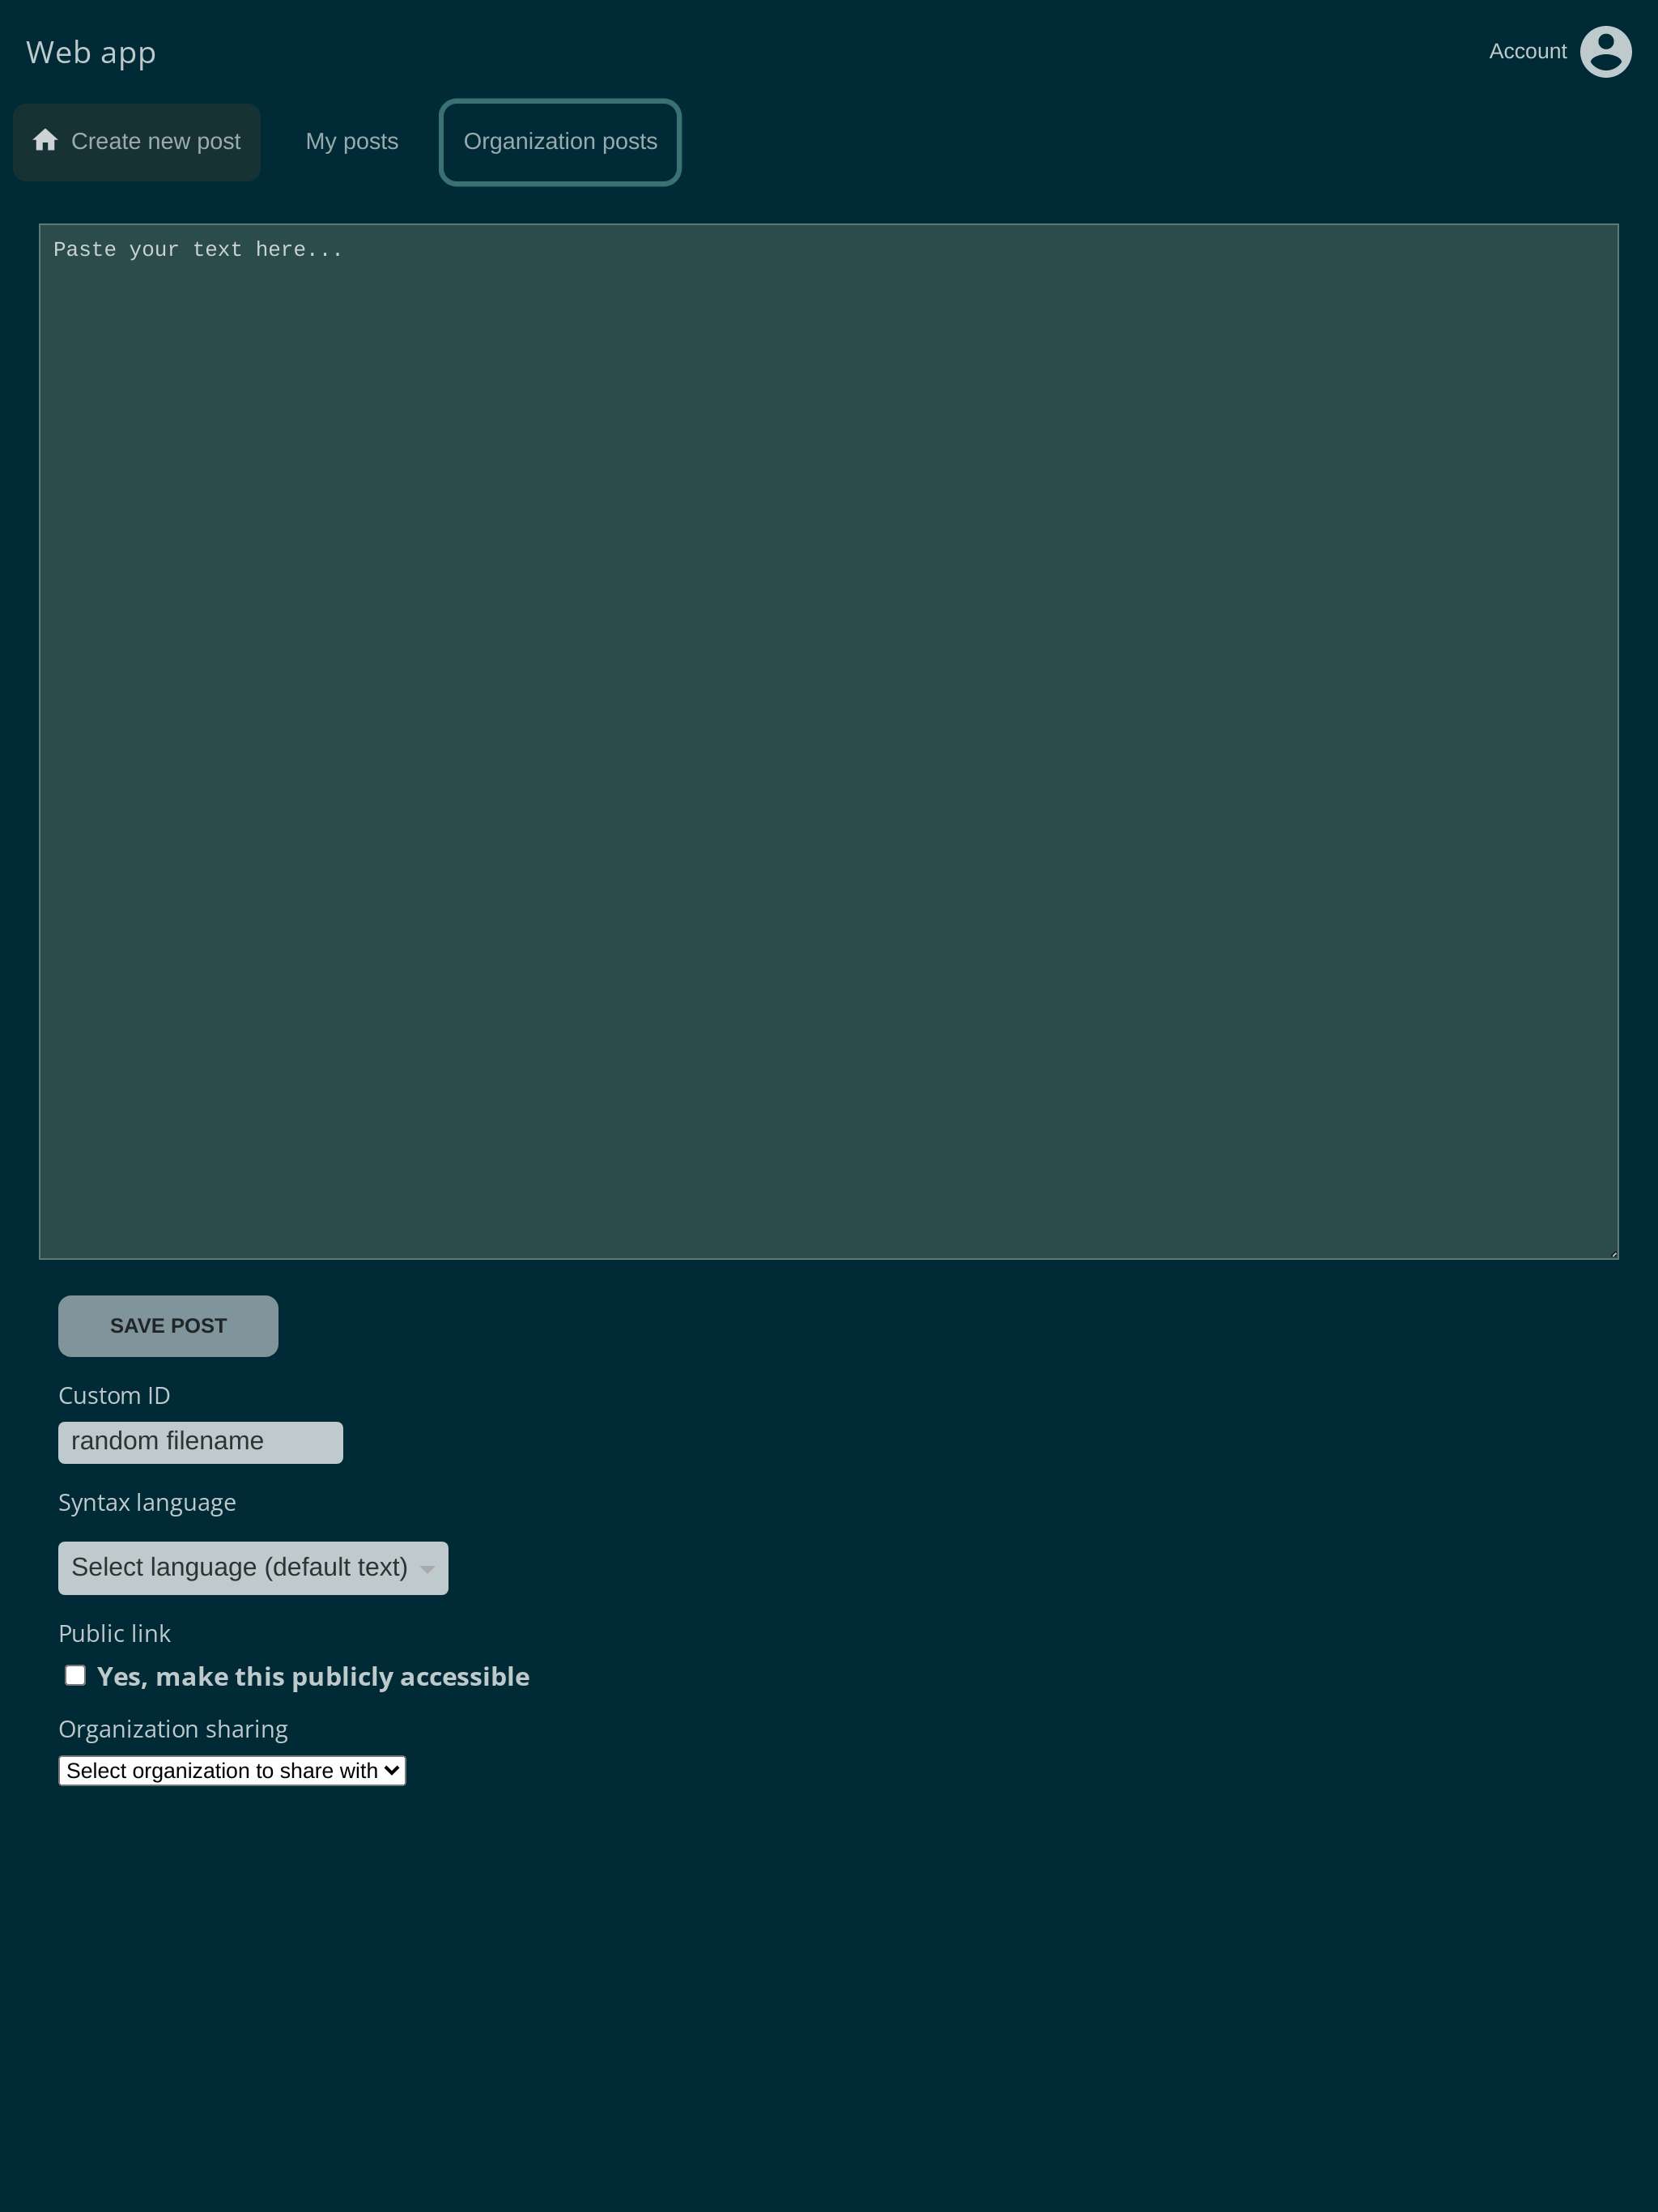 Web app
Account
Create new post
My posts
Organization posts
Paste your text here...
SAVE POST
Custom ID
random filename
Syntax language
Select language (default text)
Public link
Yes, make this publicly accessible
Organization sharing
Select organization to share with